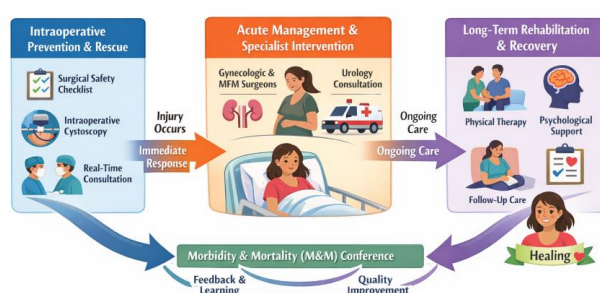 Intraoperative
Prevention & Rescue
Surgical Safety
Checklist
Intraoperative
Cystoscopy
Real-Time
Consultation
Injury
Occurs
Immediate
Response
Acute Management &
Specialist Intervention
Gynecologic &
MFM Surgeons
Urology
Consultation
Ongoing
Care
Ongoing Care
Long-Term Rehabilitation
& Recovery
Physical Therapy
Psychological
Support
Follow-Up Care
Healing
Morbidity & Mortality (M&M) Conference
Feedback &
Learning
Quality
Improvement